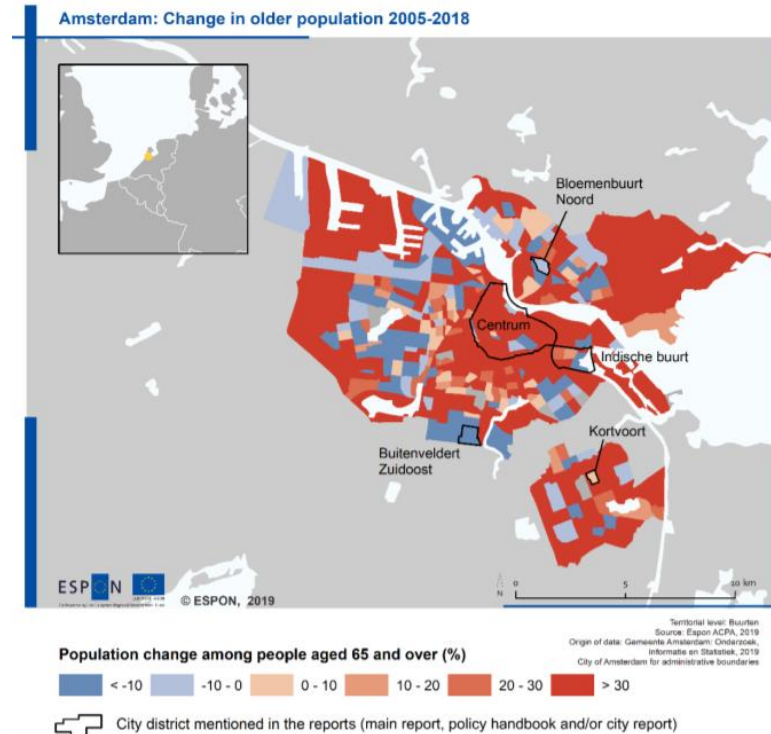 Amsterdam: Change in older population 2005-2018
Bloemenbuurt
Noord
Centrum
Indische buurt
Kortvoort
Buitenveldert
Zuidoost
ESPON
© ESPON, 2019
N
0 5 10 km
Territorial level: Buurten
Source: Espon ACPA, 2019
Origin of data: Gemeente Amsterdam: Onderzoek,
Informatie en Statistiek, 2019
City of Amsterdam for administrative boundaries
Population change among people aged 65 and over (%)
< -10 -10 - 0 0 - 10 10 - 20 20 - 30 > 30
City district mentioned in the reports (main report, policy handbook and/or city report)